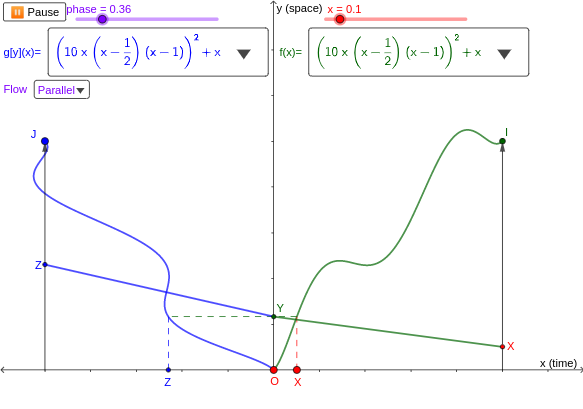 ⏸ Pause
phase = 0.36
y (space)
x = 0.1
g[y](x)= (10 x (x − 1/2) (x − 1))² + x
f(x)= (10 x (x − 1/2) (x − 1))² + x
Flow Parallel
J
I
Z
Y
X
x (time)
Z
O
X